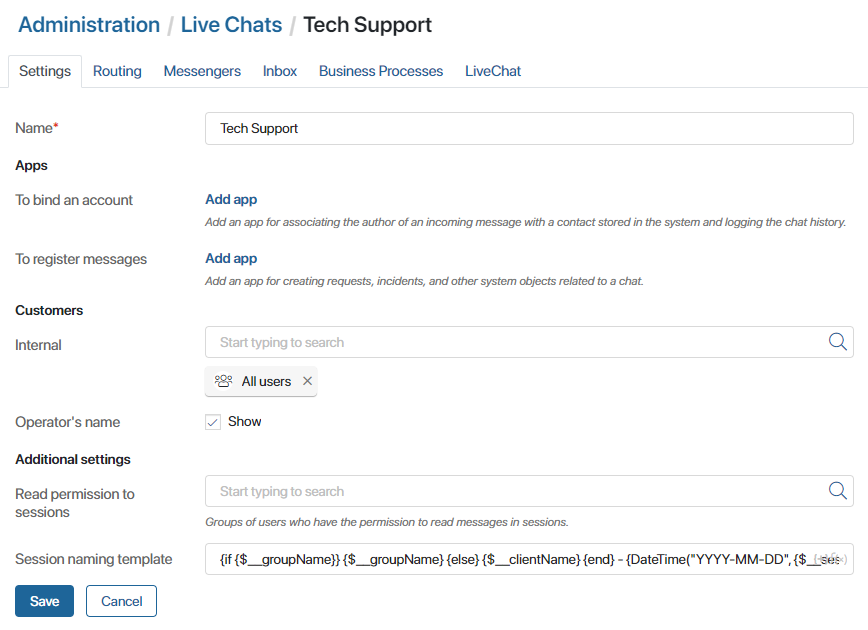 Administration / Live Chats / Tech Support
Settings Routing Messengers Inbox Business Processes LiveChat
Name* Tech Support
Apps
To bind an account Add app
Add an app for associating the author of an incoming message with a contact stored in the system and logging the chat history.
To register messages Add app
Add an app for creating requests, incidents, and other system objects related to a chat.
Customers
Internal Start typing to search
All users
Operator's name Show
Additional settings
Read permission to
sessions
Start typing to search
Groups of users who have the permission to read messages in sessions.
Session naming template {if {$__groupName}} {$__groupName} {else} {$__clientName} {end} - {DateTime("YYYY-MM-DD", {$__ses
Save Cancel